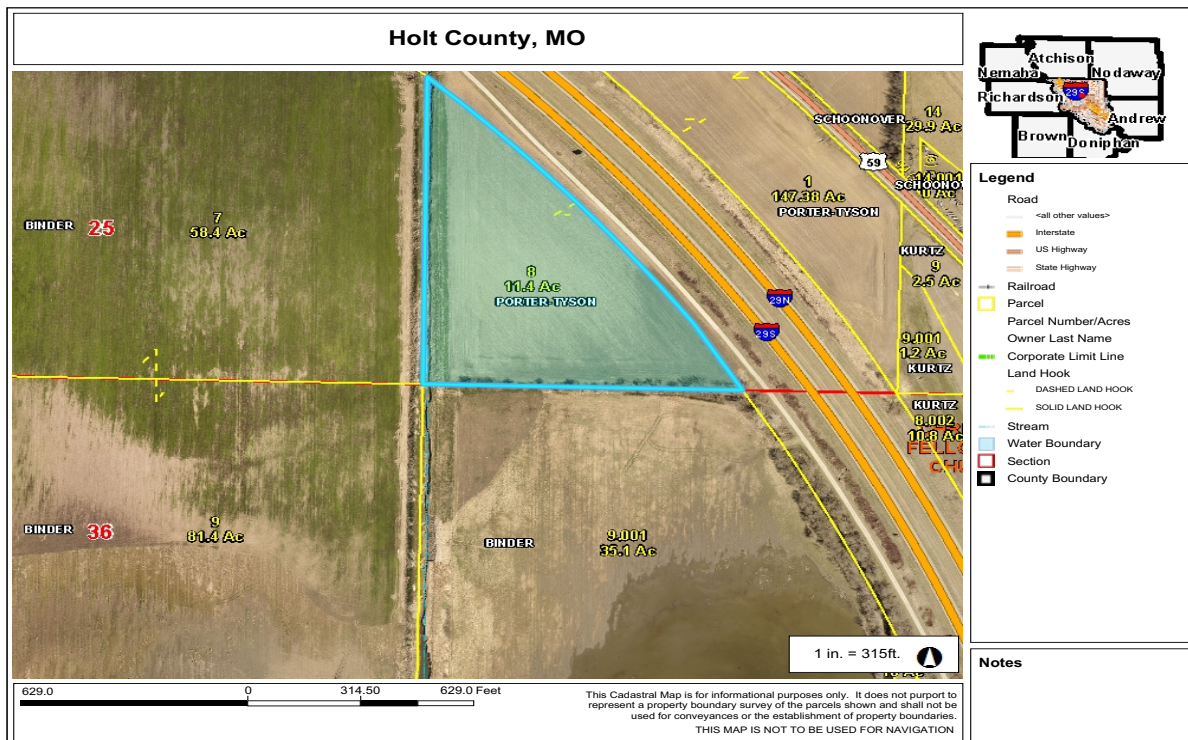 Holt County, MO
Atchison
Nemaha
Nodaway
Richardson
29S
Andrew
Brown
Doniphan
SCHOONOVER
14
29.9 Ac
59
14.001
SCHOONOV
1
147.38 Ac
PORTER-TYSON
7
58.4 Ac
BINDER 25
KURTZ
9
2.5 Ac
8
11.4 Ac
PORTER-TYSON
29N
29S
9.001
1.2 Ac
KURTZ
KURTZ
8.002
10.8 Ac
FELL
CH
BINDER 36
9
81.4 Ac
BINDER
9.001
35.1 Ac
1 in. = 315ft.
Legend
Road
<all other values>
Interstate
US Highway
State Highway
Railroad
Parcel
Parcel Number/Acres
Owner Last Name
Corporate Limit Line
Land Hook
DASHED LAND HOOK
SOLID LAND HOOK
Stream
Water Boundary
Section
County Boundary
Notes
629.0 0 314.50 629.0 Feet
This Cadastral Map is for informational purposes only. It does not purport to
represent a property boundary survey of the parcels shown and shall not be
used for conveyances or the establishment of property boundaries.
THIS MAP IS NOT TO BE USED FOR NAVIGATION